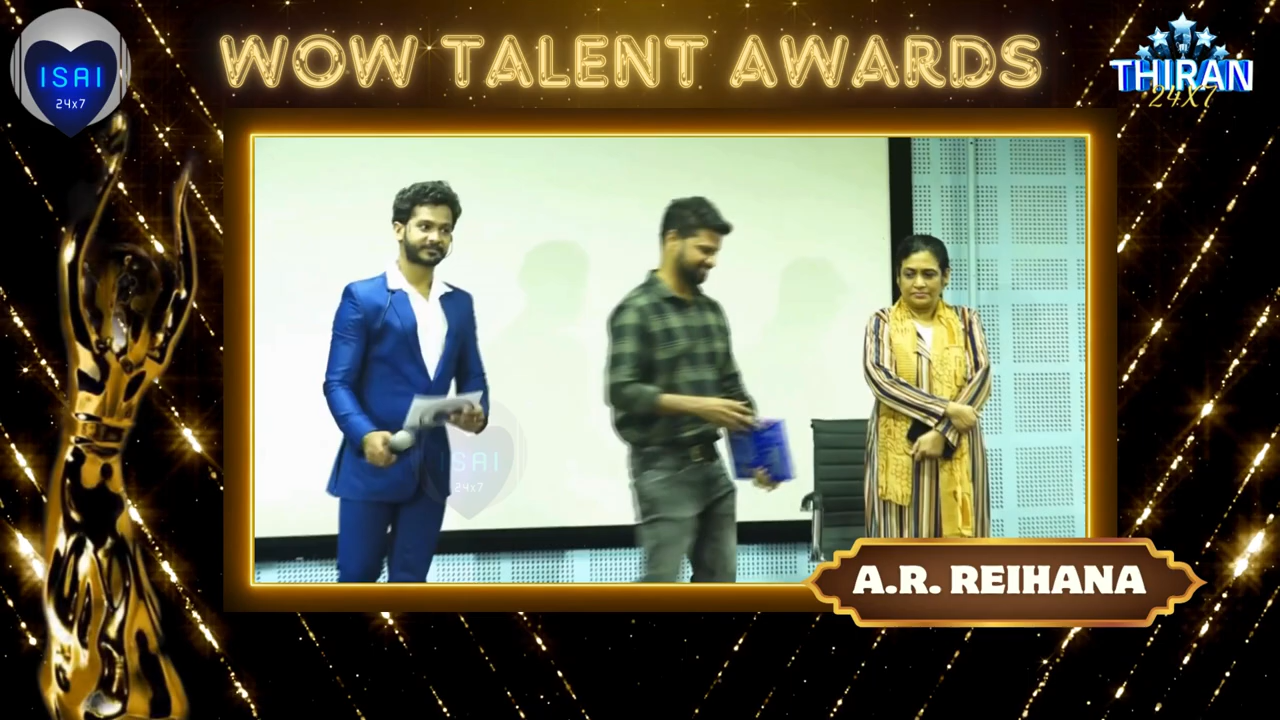 ISAI
24x7
WOW TALENT AWARDS
THIRAN
24X7
ISAI
24x7
A.R. REIHANA